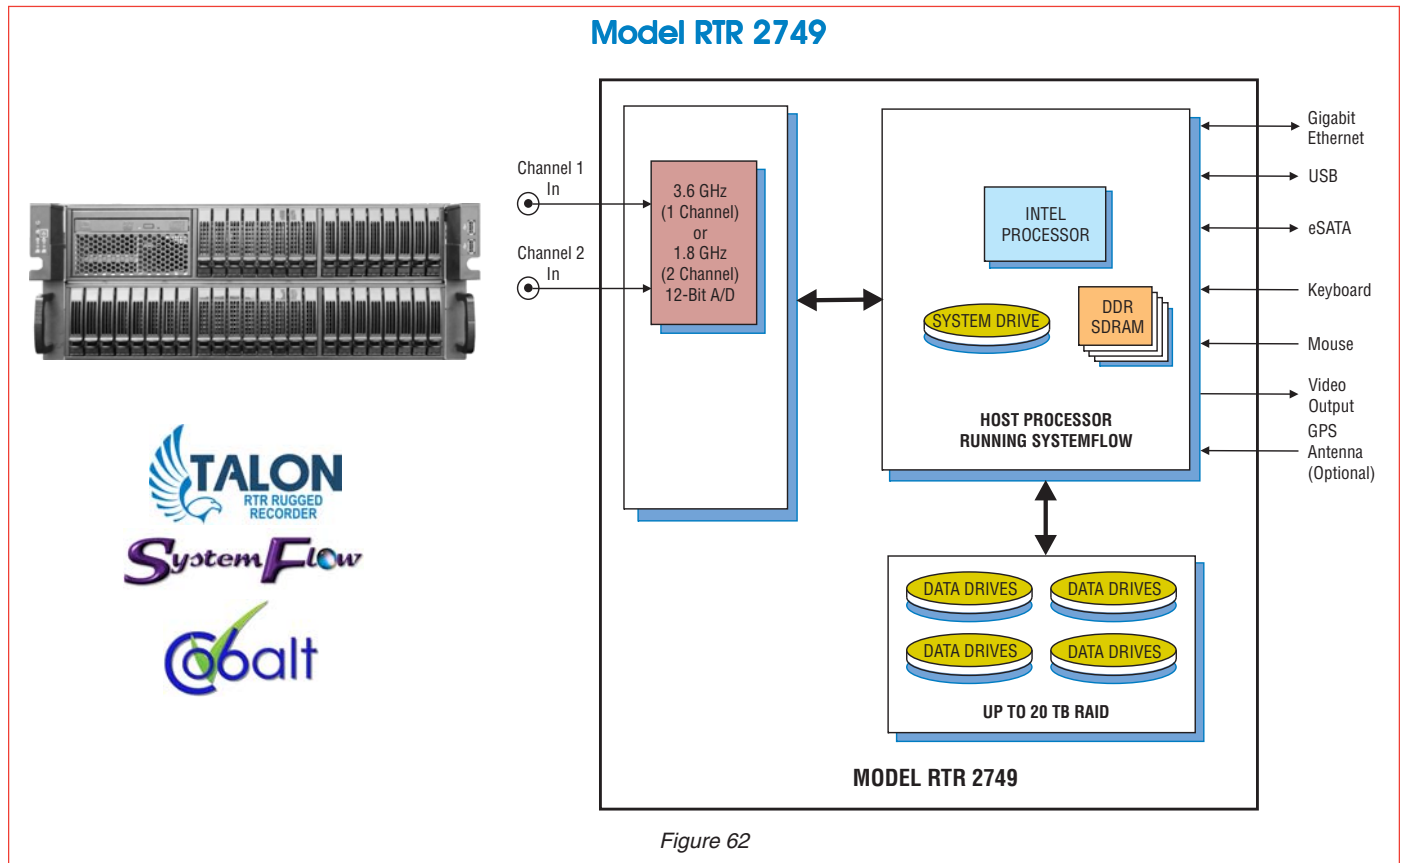 Model RTR 2749
Channel 1
In
Channel 2
In
3.6 GHz
(1 Channel)
or
1.8 GHz
(2 Channel)
12-Bit A/D
INTEL
PROCESSOR
SYSTEM DRIVE
DDR
SDRAM
HOST PROCESSOR
RUNNING SYSTEMFLOW
Gigabit
Ethernet
USB
eSATA
Keyboard
Mouse
Video
Output
GPS
Antenna
(Optional)
TALON
RTR RUGGED
RECORDER
SystemFlow
Cobalt
DATA DRIVES
DATA DRIVES
DATA DRIVES
DATA DRIVES
UP TO 20 TB RAID
MODEL RTR 2749
Figure 62